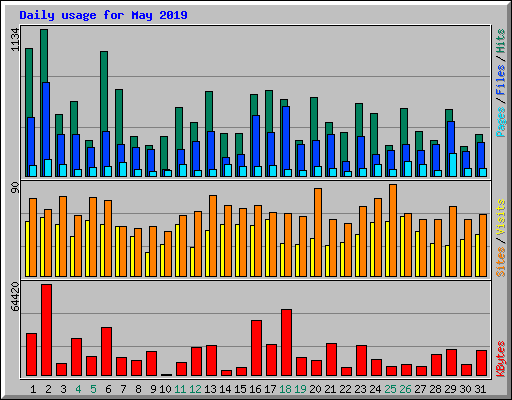 Daily usage for May 2019
1134
Pages / Files / Hits
90
Sites / Visits
64420
KBytes
1 2 3 4 5 6 7 8 9 10 11 12 13 14 15 16 17 18 19 20 21 22 23 24 25 26 27 28 29 30 31